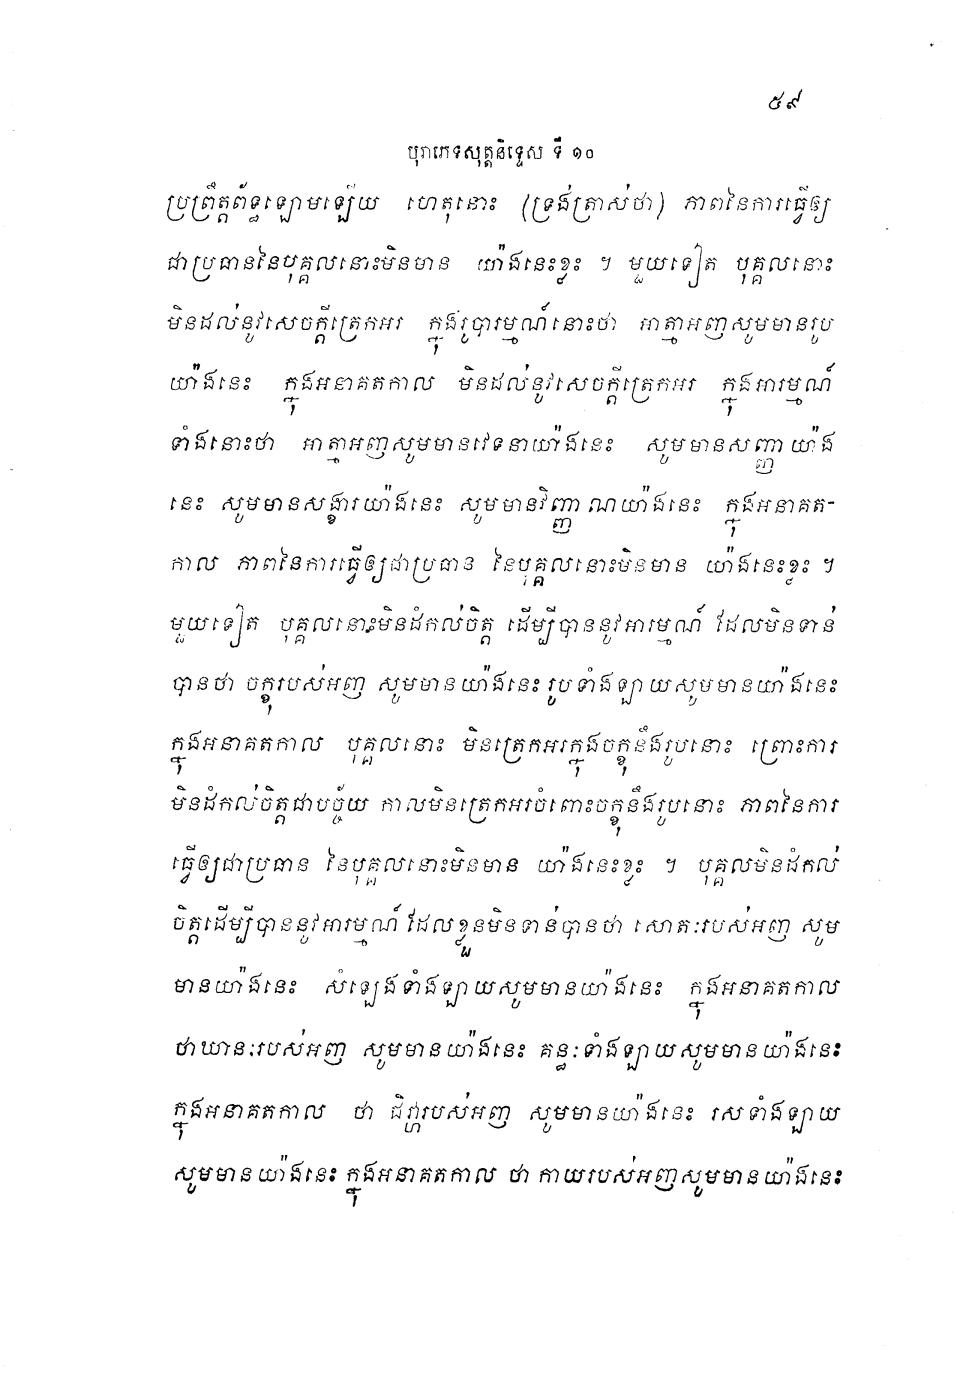 ៥៩
បុរាភេទសុត្តនិទ្ទេស ទី ១០
ប្រព្រឹត្តព័ទ្ធឡោមឡើយ ហេតុនោះ (ទ្រង់ត្រាស់ថា) ភាពនៃការធ្វើឲ្យ
ជាប្រធាននៃបុគ្គលនោះមិនមាន យ៉ាងនេះខ្លះ ។ មួយទៀត បុគ្គលនោះ
មិនដល់នូវសេចក្តីត្រេកអរ ក្នុងរូបារម្មណ៍នោះថា អាត្មាអញសូមមានរូប
យ៉ាងនេះ ក្នុងអនាគតកាល មិនដល់នូវសេចក្តីត្រេកអរ ក្នុងអារម្មណ៍
ទាំងនោះថា អាត្មាអញសូមមានវេទនាយ៉ាងនេះ សូមមានសញ្ញាយ៉ាង
នេះ សូមមានសង្ខារយ៉ាងនេះ សូមមានវិញ្ញាណយ៉ាងនេះ ក្នុងអនាគត-
កាល ភាពនៃការធ្វើឲ្យជាប្រធាន នៃបុគ្គលនោះមិនមាន យ៉ាងនេះខ្លះ ។
មួយទៀត បុគ្គលនោះមិនដំកល់ចិត្ត ដើម្បីបាននូវអារម្មណ៍ ដែលមិនទាន់
បានថា ចក្ខុរបស់អញ សូមមានយ៉ាងនេះ រូបទាំងឡាយសូមមានយ៉ាងនេះ
ក្នុងអនាគតកាល បុគ្គលនោះ មិនត្រេកអរក្នុងចក្ខុនឹងរូបនោះ ព្រោះការ
មិនដំកល់ចិត្តជាបច្ច័យ កាលមិនត្រេកអរចំពោះចក្ខុនឹងរូបនោះ ភាពនៃការ
ធ្វើឲ្យជាប្រធាន នៃបុគ្គលនោះមិនមាន យ៉ាងនេះខ្លះ ។ បុគ្គលមិនដំកល់
ចិត្តដើម្បីបាននូវអារម្មណ៍ ដែលខ្លួនមិនទាន់បានថា សោតៈរបស់អញ សូម
មានយ៉ាងនេះ សំឡេងទាំងឡាយសូមមានយ៉ាងនេះ ក្នុងអនាគតកាល
ថាឃានៈរបស់អញ សូមមានយ៉ាងនេះ គន្ធៈទាំងឡាយសូមមានយ៉ាងនេះ
ក្នុងអនាគតកាល ថា ជិវ្ហារបស់អញ សូមមានយ៉ាងនេះ រសទាំងឡាយ
សូមមានយ៉ាងនេះ ក្នុងអនាគតកាល ថា កាយរបស់អញសូមមានយ៉ាងនេះ